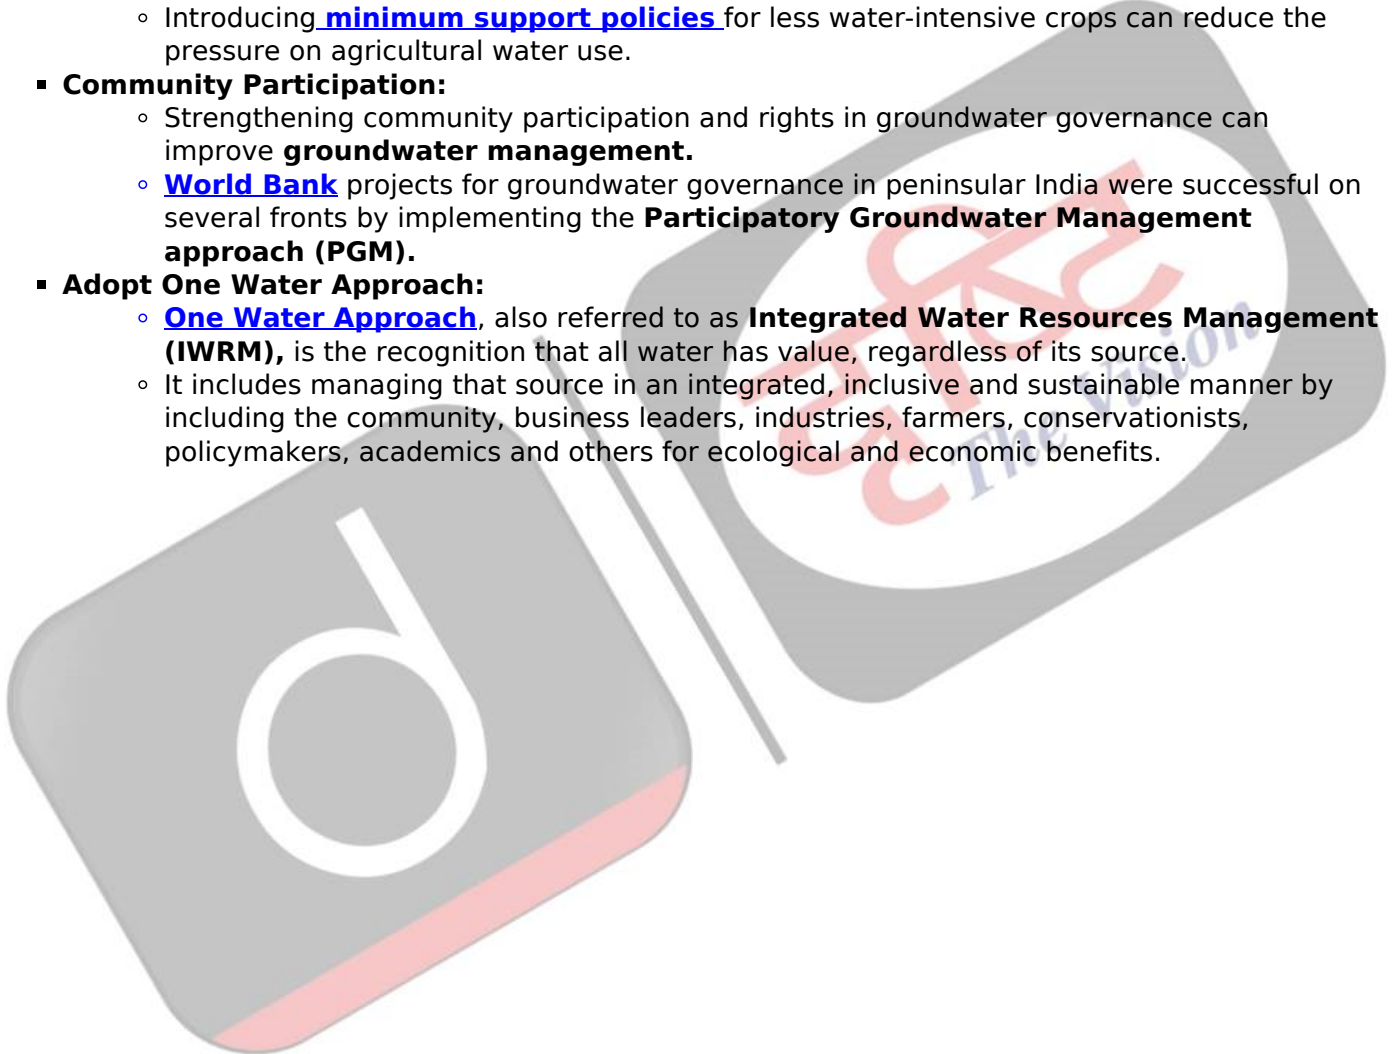 ◦ Introducing minimum support policies for less water-intensive crops can reduce the
pressure on agricultural water use.
▪ Community Participation:
◦ Strengthening community participation and rights in groundwater governance can
improve groundwater management.
◦ World Bank projects for groundwater governance in peninsular India were successful on
several fronts by implementing the Participatory Groundwater Management
approach (PGM).
▪ Adopt One Water Approach:
◦ One Water Approach, also referred to as Integrated Water Resources Management
(IWRM), is the recognition that all water has value, regardless of its source.
◦ It includes managing that source in an integrated, inclusive and sustainable manner by
including the community, business leaders, industries, farmers, conservationists,
policymakers, academics and others for ecological and economic benefits.
d
दृष्टि
The Vision